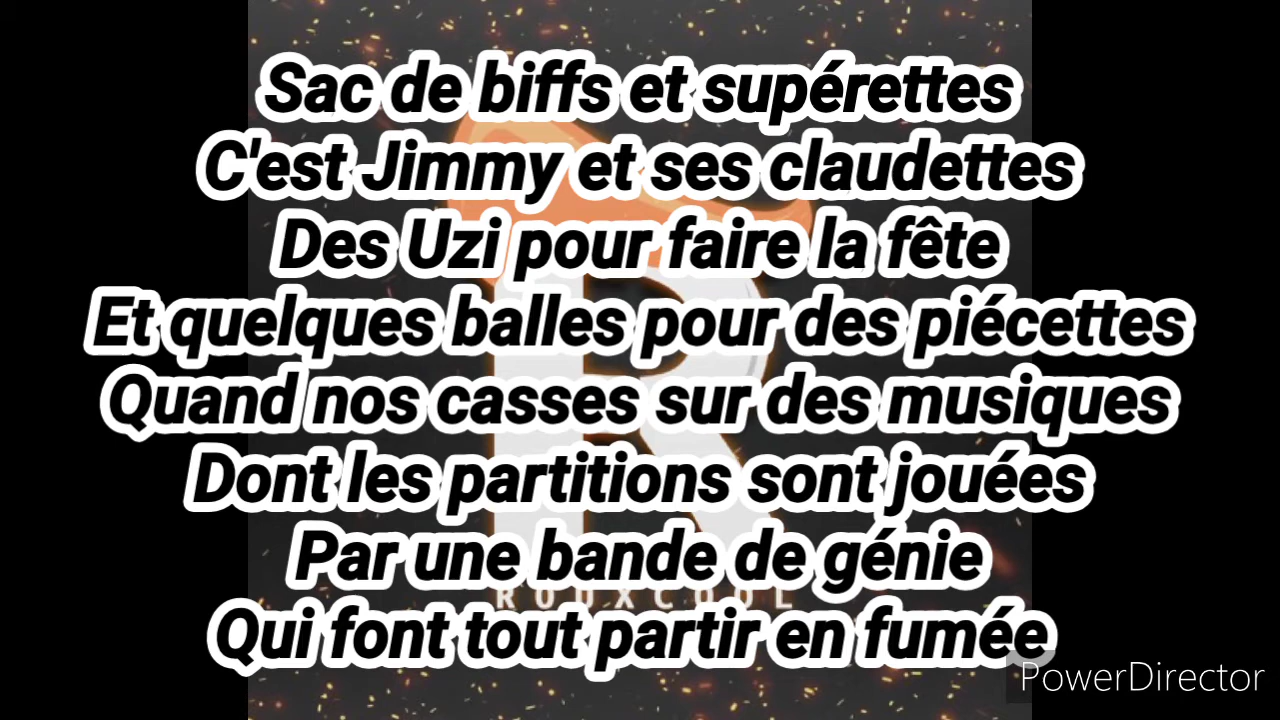 Sac de biffs et supérettes
C'est Jimmy et ses claudettes
Des Uzi pour faire la fête
Et quelques balles pour des piécettes
Quand nos casses sur des musiques
Dont les partitions sont jouées
Par une bande de génie
ROUXCOOL
Qui font tout partir en fumée
PowerDirector